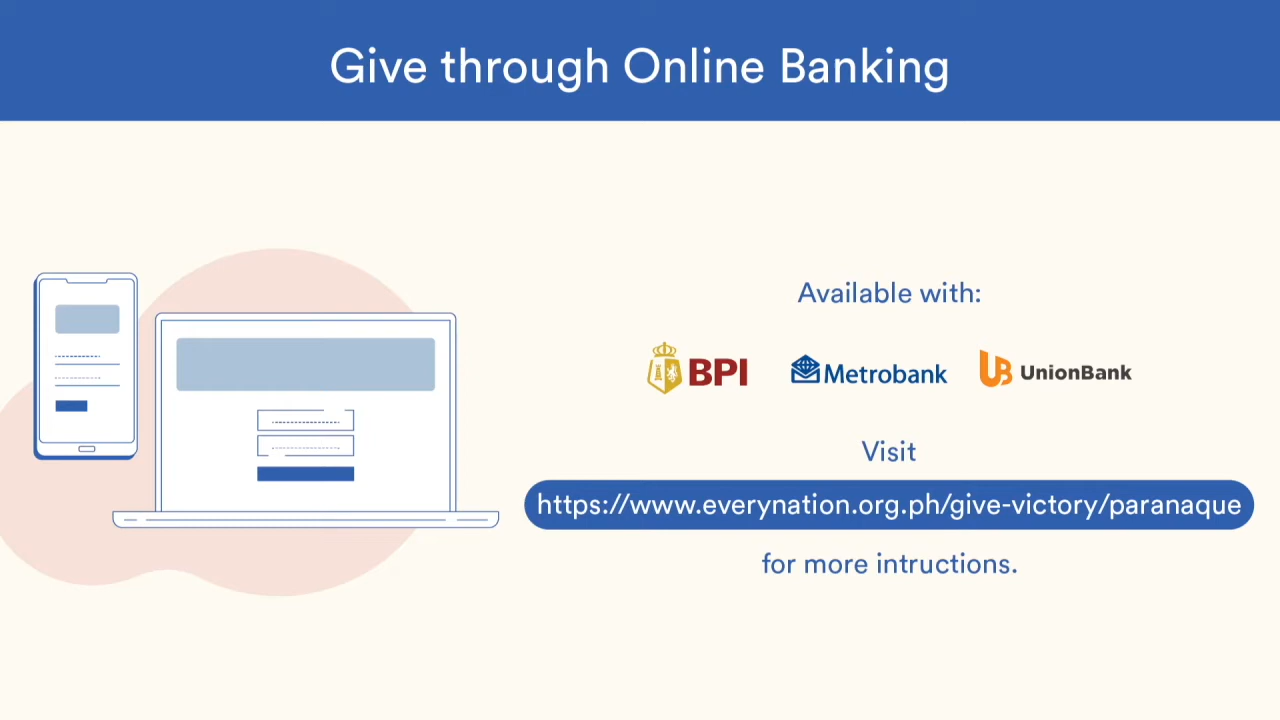 Give through Online Banking
Available with:
BPI Metrobank UB UnionBank
Visit
https://www.everynation.org.ph/give-victory/paranaque
for more intructions.